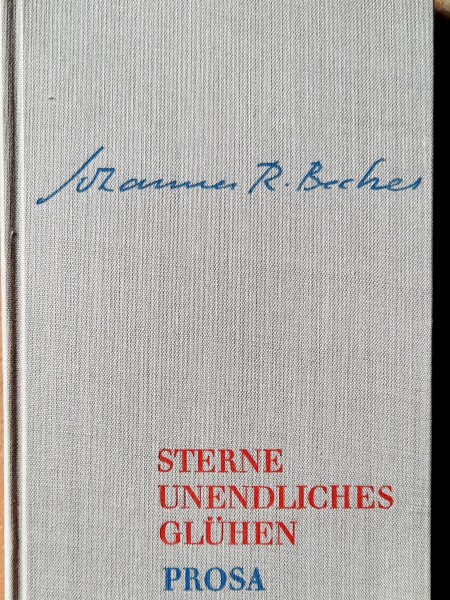 Johannes R. Becher
STERNE
UNENDLICHES
GLÜHEN
PROSA